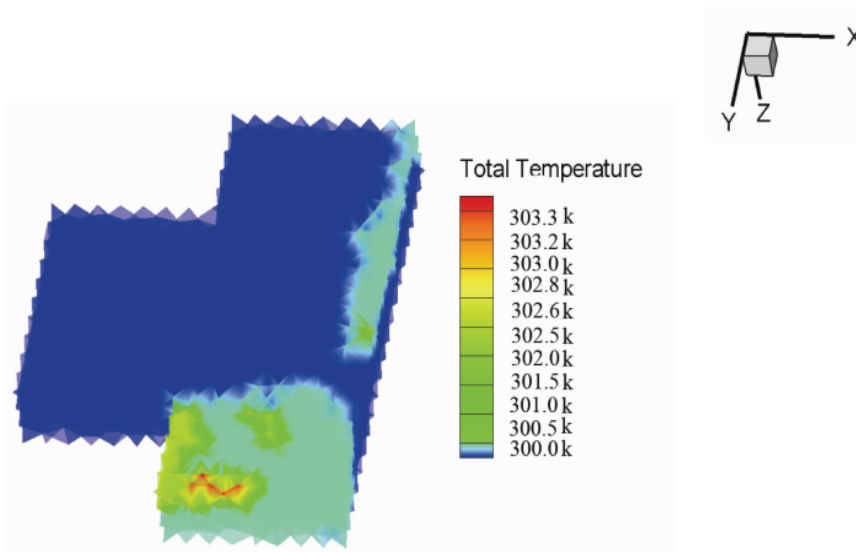 X
Y
Z
Total Temperature
303.3 k
303.2 k
303.0 k
302.8 k
302.6 k
302.5 k
302.0 k
301.5 k
301.0 k
300.5 k
300.0 k